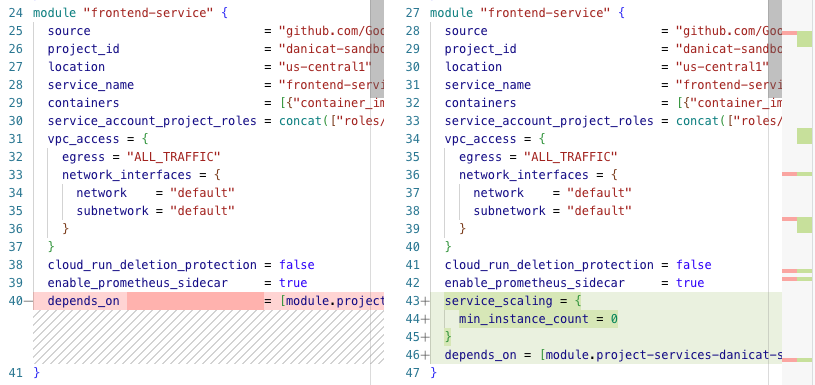 24 module "frontend-service" {
25 source = "github.com/Goo
26 project_id = "danicat-sandbo
27 location = "us-central1"
28 service_name = "frontend-servi
29 containers = [{"container_im
30 service_account_project_roles = concat(["roles/
31 vpc_access = {
32 egress = "ALL_TRAFFIC"
33 network_interfaces = {
34 network = "default"
35 subnetwork = "default"
36 }
37 }
38 cloud_run_deletion_protection = false
39 enable_prometheus_sidecar = true
40— depends_on = [module.project
41 }
27 module "frontend-service" {
28 source = "github.com/Goo
29 project_id = "danicat-sandbo
30 location = "us-central1"
31 service_name = "frontend-servi
32 containers = [{"container_im
33 service_account_project_roles = concat(["roles/
34 vpc_access = {
35 egress = "ALL_TRAFFIC"
36 network_interfaces = {
37 network = "default"
38 subnetwork = "default"
39 }
40 }
41 cloud_run_deletion_protection = false
42 enable_prometheus_sidecar = true
43+ service_scaling = {
44+ min_instance_count = 0
45+ }
46+ depends_on = [module.project-services-danicat-s
47 }